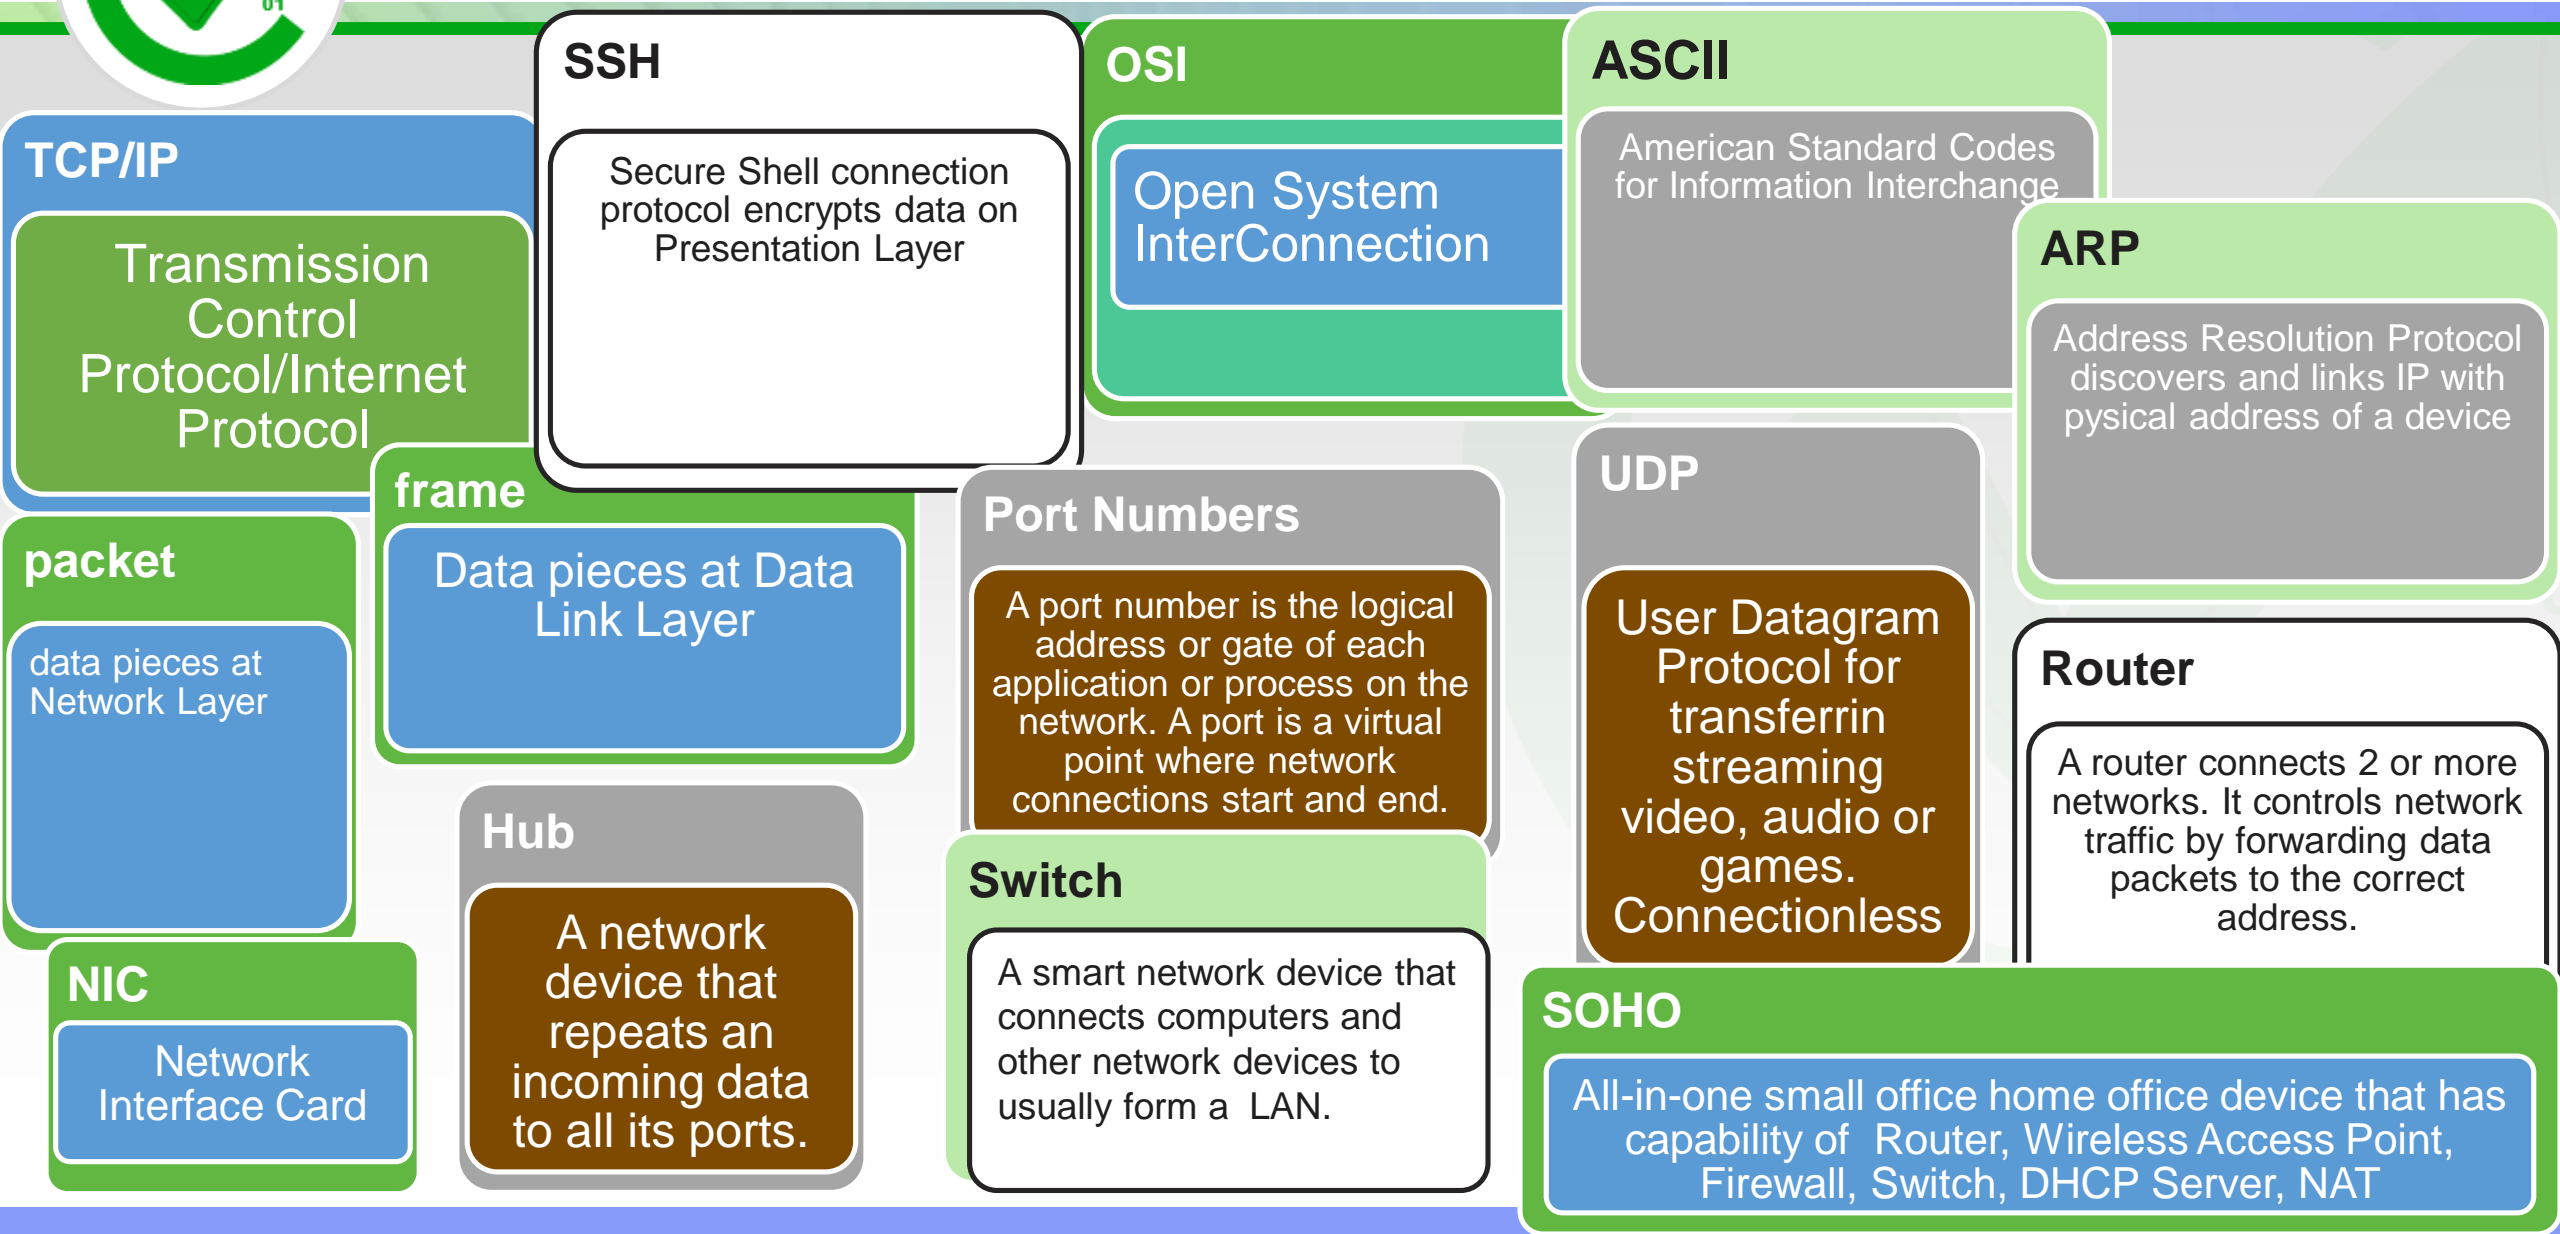 01
TCP/IP
Transmission
Control
Protocol/Internet
Protocol
SSH
Secure Shell connection
protocol encrypts data on
Presentation Layer
OSI
Open System
InterConnection
ASCII
American Standard Codes
for Information Interchange
ARP
Address Resolution Protocol
discovers and links IP with
pysical address of a device
packet
data pieces at
Network Layer
frame
Data pieces at Data
Link Layer
Port Numbers
A port number is the logical
address or gate of each
application or process on the
network. A port is a virtual
point where network
connections start and end.
UDP
User Datagram
Protocol for
transferrin
streaming
video, audio or
games.
Connectionless
Router
A router connects 2 or more
networks. It controls network
traffic by forwarding data
packets to the correct
address.
NIC
Network
Interface Card
Hub
A network
device that
repeats an
incoming data
to all its ports.
Switch
A smart network device that
connects computers and
other network devices to
usually form a  LAN.
SOHO
All-in-one small office home office device that has
capability of  Router, Wireless Access Point,
Firewall, Switch, DHCP Server, NAT